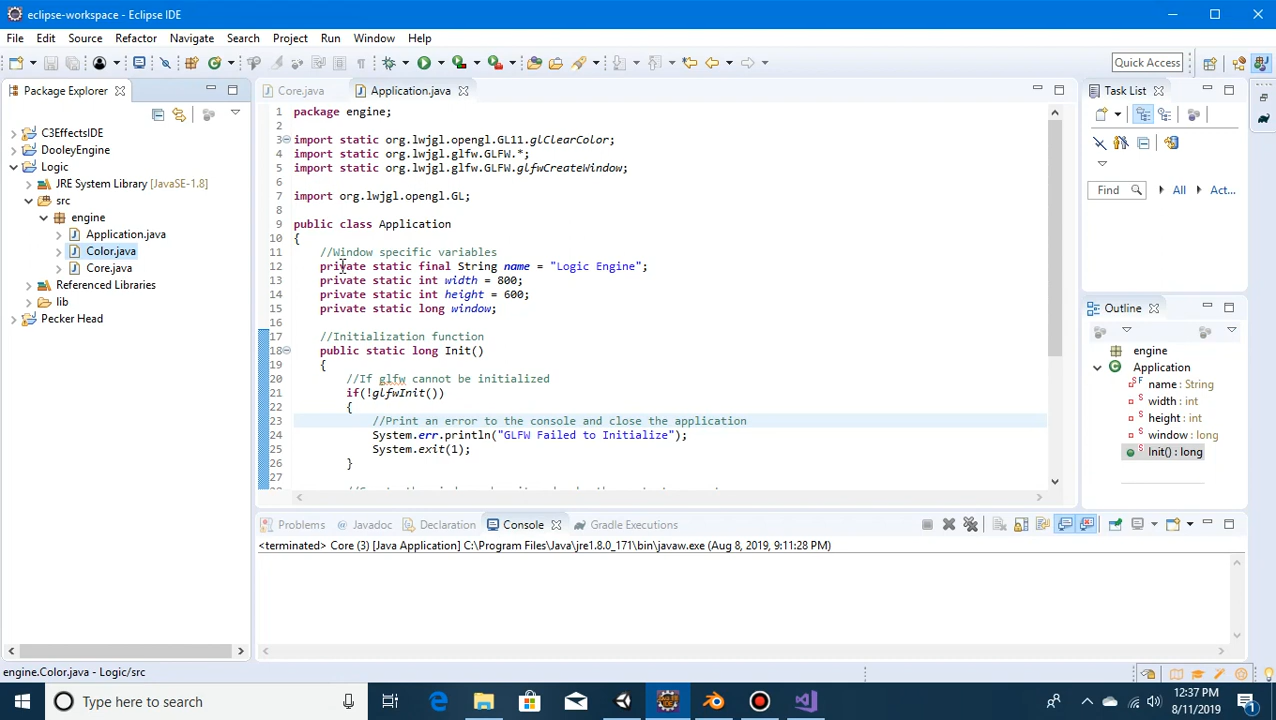 eclipse-workspace - Eclipse IDE
File Edit Source Refactor Navigate Search Project Run Window Help
Quick Access
Package Explorer
C3EffectsIDE
DooleyEngine
Logic
JRE System Library [JavaSE-1.8]
src
engine
Application.java
Color.java
Core.java
Referenced Libraries
lib
Pecker Head
Core.java Application.java
1 package engine;
2
3 import static org.lwjgl.opengl.GL11.glClearColor;
4 import static org.lwjgl.glfw.GLFW.*;
5 import static org.lwjgl.glfw.GLFW.glfwCreateWindow;
6
7 import org.lwjgl.opengl.GL;
8
9 public class Application
10 {
11 //Window specific variables
12 private static final String name = "Logic Engine";
13 private static int width = 800;
14 private static int height = 600;
15 private static long window;
16
17 //Initialization function
18 public static long Init()
19 {
20 //If glfw cannot be initialized
21 if(!glfwInit())
22 {
23 //Print an error to the console and close the application
24 System.err.println("GLFW Failed to Initialize");
25 System.exit(1);
26 }
27
Task List
Find All Act...
Outline
engine
Application
name : String
width : int
height : int
window : long
Init() : long
Problems Javadoc Declaration Console Gradle Executions
<terminated> Core (3) [Java Application] C:\Program Files\Java\jre1.8.0_171\bin\javaw.exe (Aug 8, 2019, 9:11:28 PM)
engine.Color.java - Logic/src
Type here to search
12:37 PM
8/11/2019